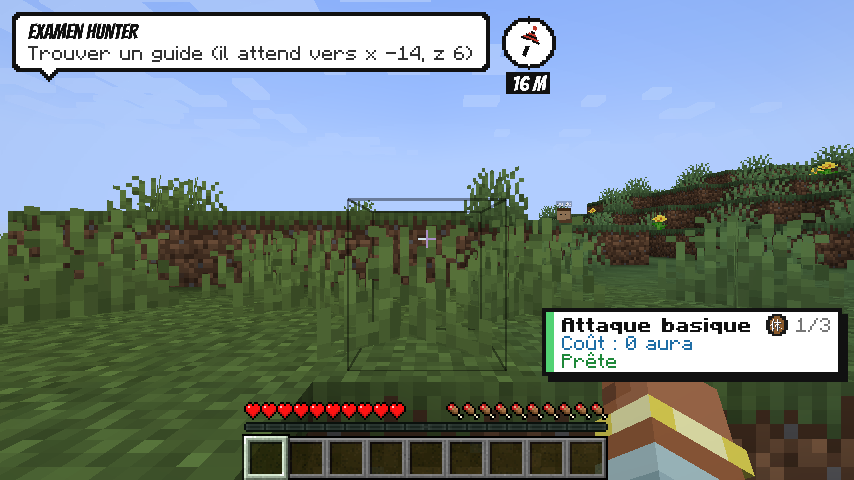 EXAMEN HUNTER
Trouver un guide (il attend vers x -14, z 6)
16 M
Attaque basique 1/3
Coût : 0 aura
Prête